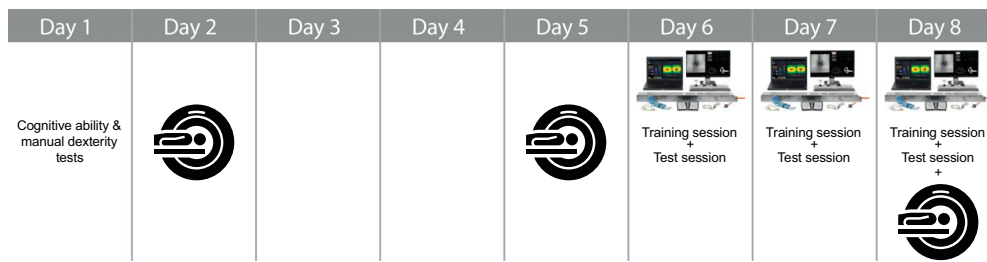 Day 1
Day 2
Day 3
Day 4
Day 5
Day 6
Day 7
Day 8
Cognitive ability &
manual dexterity
tests
Training session
+
Test session
Training session
+
Test session
Training session
+
Test session
+